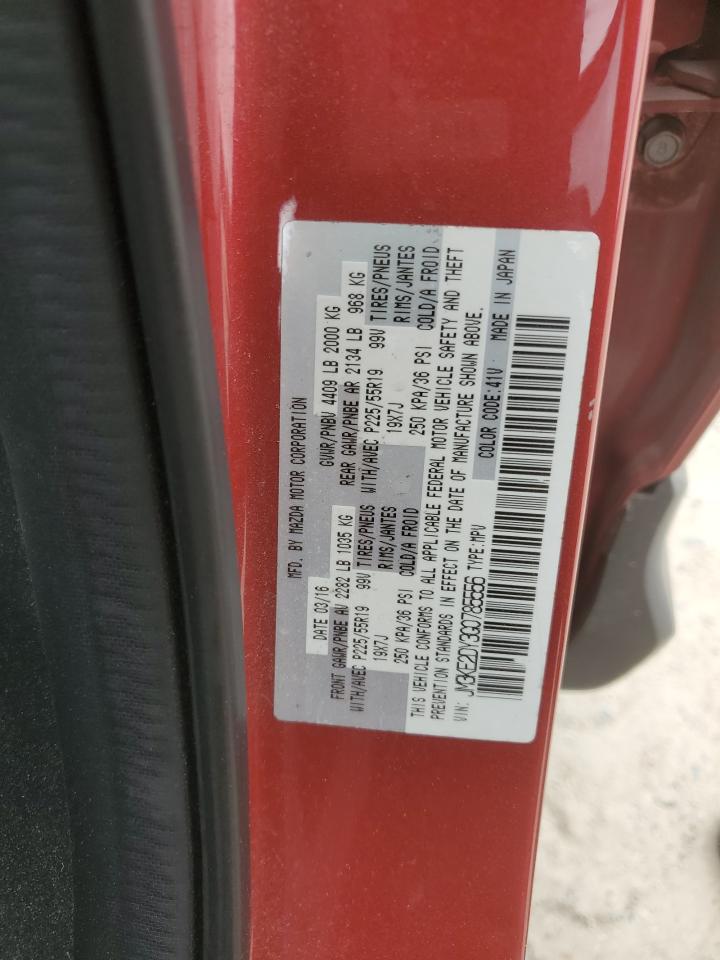 MFD. BY MAZDA MOTOR CORPORATION
DATE 03/16 GVWR/PNBV 4409 LB 2000 KG
FRONT GAWR/PNBE AV 2282 LB 1035 KG REAR GAWR/PNBE AR 2134 LB 968 KG
WITH/AVEC P225/55R19 99V TIRES/PNEUS WITH/AVEC P225/55R19 99V TIRES/PNEUS
19X7J RIMS/JANTES 19X7J RIMS/JANTES
250 KPA/36 PSI COLD/A FROID 250 KPA/36 PSI COLD/A FROID
THIS VEHICLE CONFORMS TO ALL APPLICABLE FEDERAL MOTOR VEHICLE SAFETY AND THEFT
PREVENTION STANDARDS IN EFFECT ON THE DATE OF MANUFACTURE SHOWN ABOVE.
VIN: JM3KE2DY3G0785556 TYPE:MPV COLOR CODE:41V MADE IN JAPAN
8